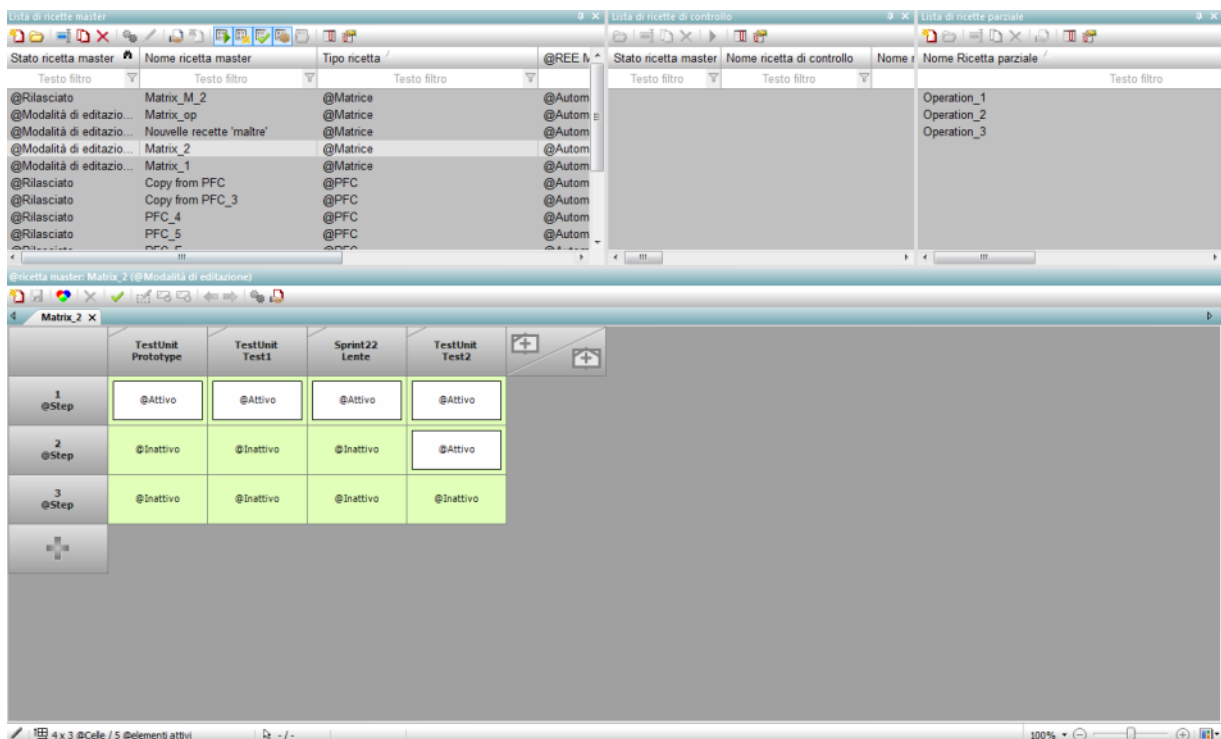 Lista di ricette master
Lista di ricette di controllo
Lista di ricette parziale
Stato ricetta master Nome ricetta master Tipo ricetta @REE M
Stato ricetta master Nome ricetta di controllo Nome r
Nome Ricetta parziale
Testo filtro Testo filtro Testo filtro
Testo filtro Testo filtro
Testo filtro
@Rilasciato Matrix_M_2 @Matrice @Autom
@Modalità di editazio... Matrix_op @Matrice @Autom
@Modalità di editazio... Nouvelle recette 'maître' @Matrice @Autom
@Modalità di editazio... Matrix_2 @Matrice @Autom
@Modalità di editazio... Matrix_1 @Matrice @Autom
@Rilasciato Copy from PFC @PFC @Autom
@Rilasciato Copy from PFC_3 @PFC @Autom
@Rilasciato PFC_4 @PFC @Autom
@Rilasciato PFC_5 @PFC @Autom
Operation_1
Operation_2
Operation_3
@ricetta master: Matrix_2 (@Modalità di editazione)
Matrix_2
TestUnit Prototype
TestUnit Test1
Sprint22 Lente
TestUnit Test2
1 @Step
@Attivo @Attivo @Attivo @Attivo
2 @Step
@Inattivo @Inattivo @Inattivo @Attivo
3 @Step
@Inattivo @Inattivo @Inattivo @Inattivo
4 x 3 @Celle / 5 @elementi attivi
- / -
100%